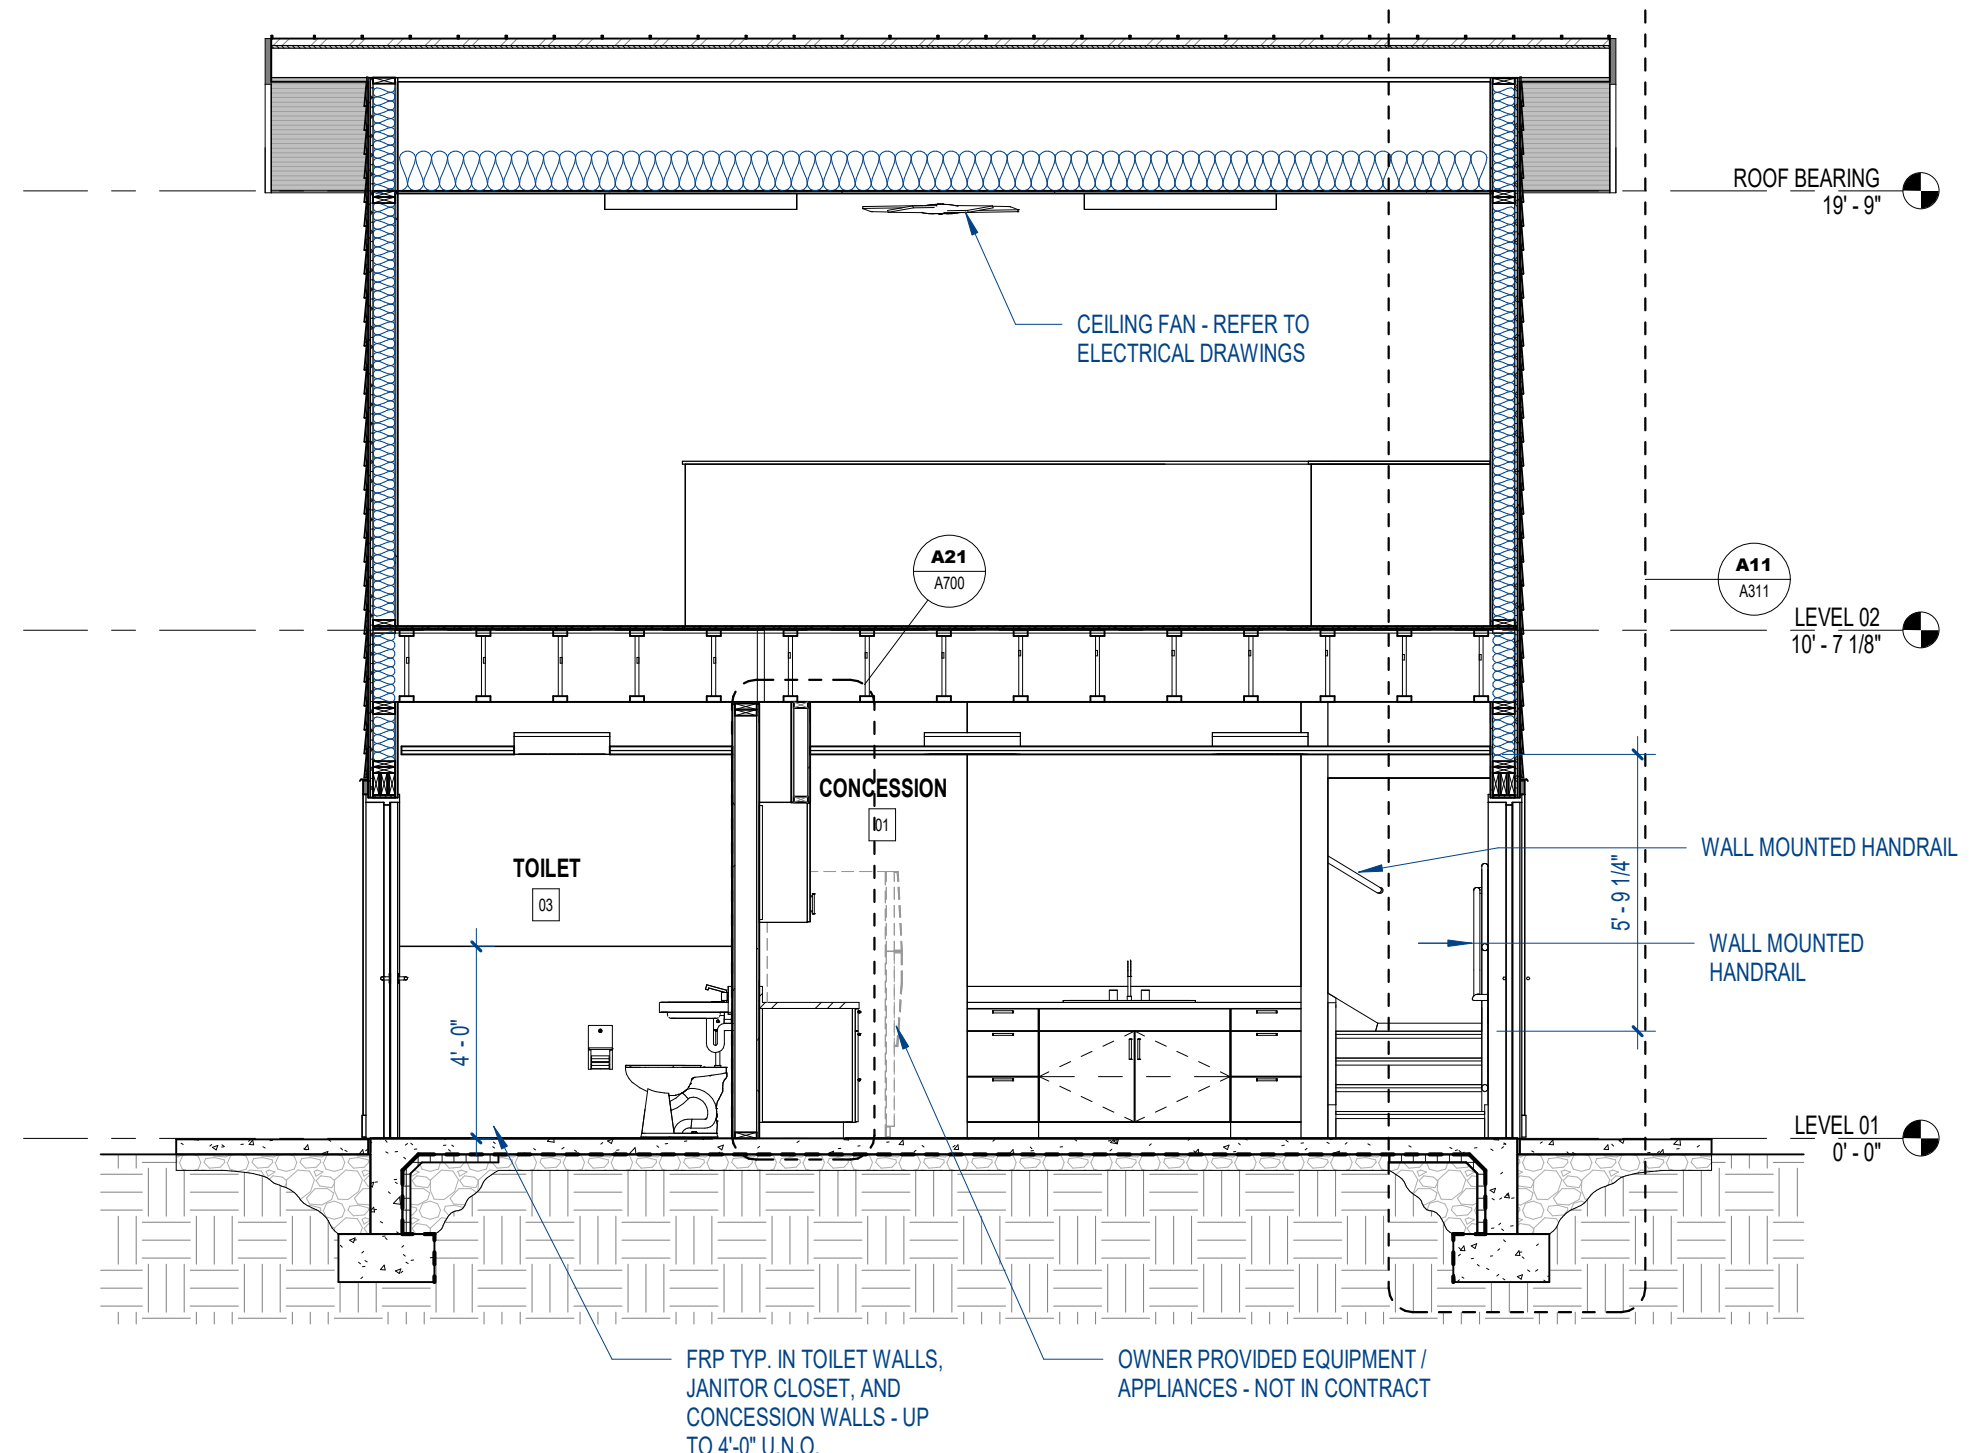 ROOF BEARING
19' - 9"
CEILING FAN - REFER TO
ELECTRICAL DRAWINGS
A21
A700
A11
A311
LEVEL 02
10' - 7 1/8"
CONCESSION
01
TOILET
03
WALL MOUNTED HANDRAIL
5' - 9 1/4"
WALL MOUNTED
HANDRAIL
4' - 0"
LEVEL 01
0' - 0"
FRP TYP. IN TOILET WALLS,
JANITOR CLOSET, AND
CONCESSION WALLS - UP
TO 4'-0" U.N.O.
OWNER PROVIDED EQUIPMENT /
APPLIANCES - NOT IN CONTRACT